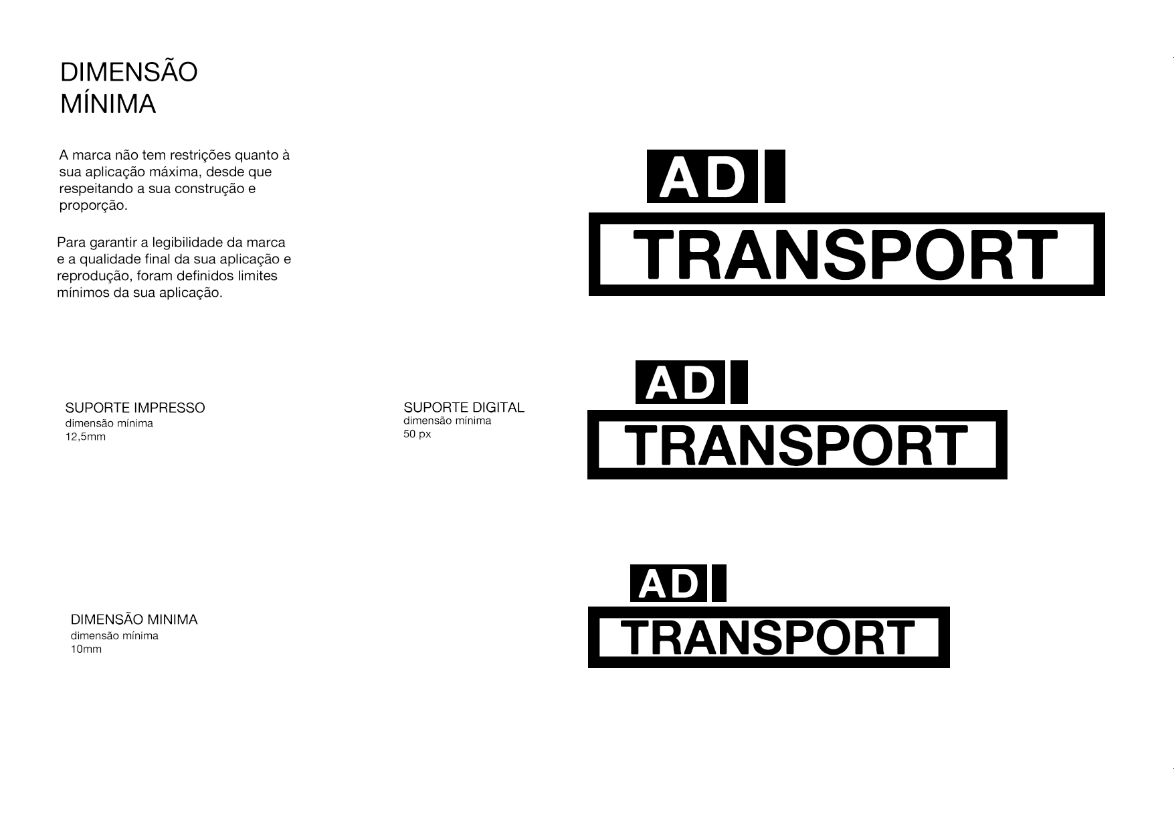 DIMENSÃO
MÍNIMA
A marca não tem restrições quanto à
sua aplicação máxima, desde que
respeitando a sua construção e
proporção.
Para garantir a legibilidade da marca
e a qualidade final da sua aplicação e
reprodução, foram definidos limites
mínimos da sua aplicação.
AD
TRANSPORT
SUPORTE IMPRESSO
dimensão mínima
12,5mm
SUPORTE DIGITAL
dimensão mínima
50 px
AD
TRANSPORT
DIMENSÃO MINIMA
dimensão mínima
10mm
AD
TRANSPORT